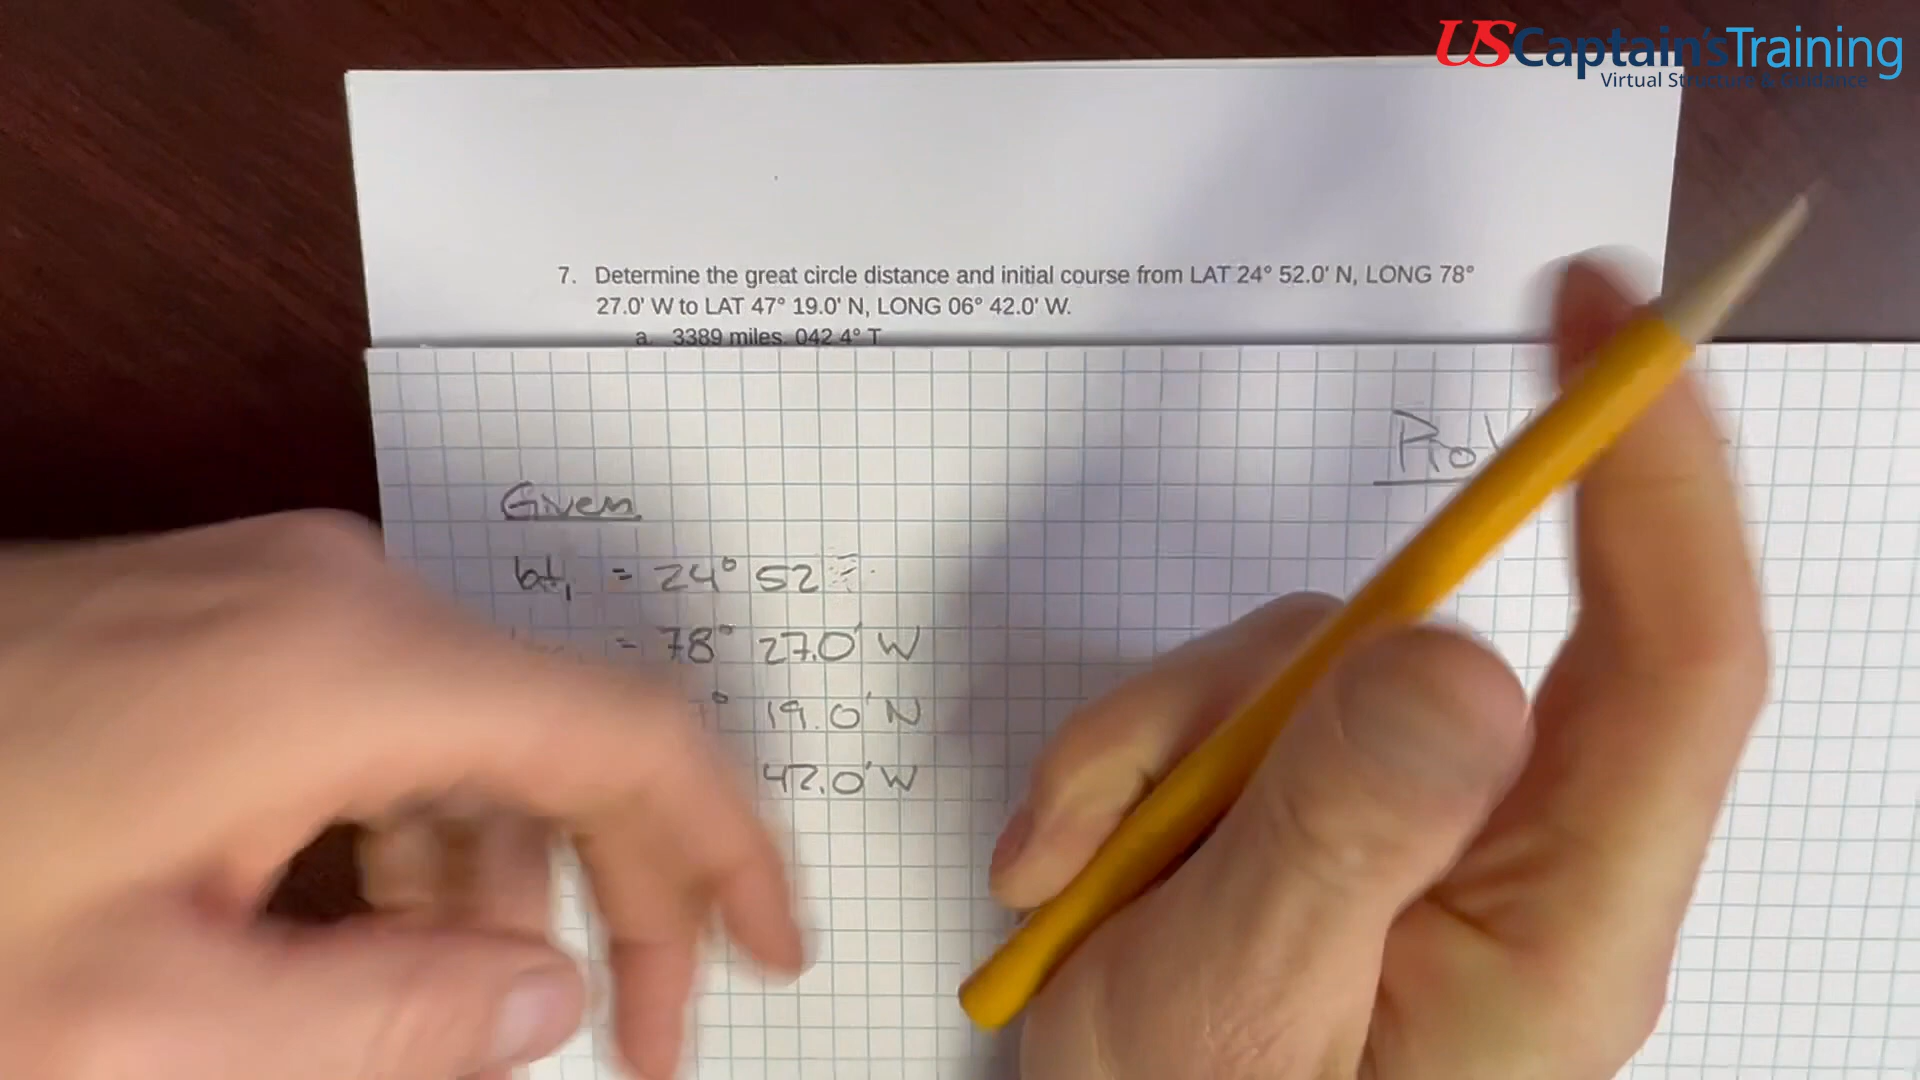 USCaptain'sTraining
Virtual Structure & Guidance
7. Determine the great circle distance and initial course from LAT 24° 52.0' N, LONG 78°
27.0' W to LAT 47° 19.0' N, LONG 06° 42.0' W.
a. 3389 miles, 042.4° T
Given
lat₁ = 24° 52
= 78° 27.0' W
° 19.0' N
42.0' W